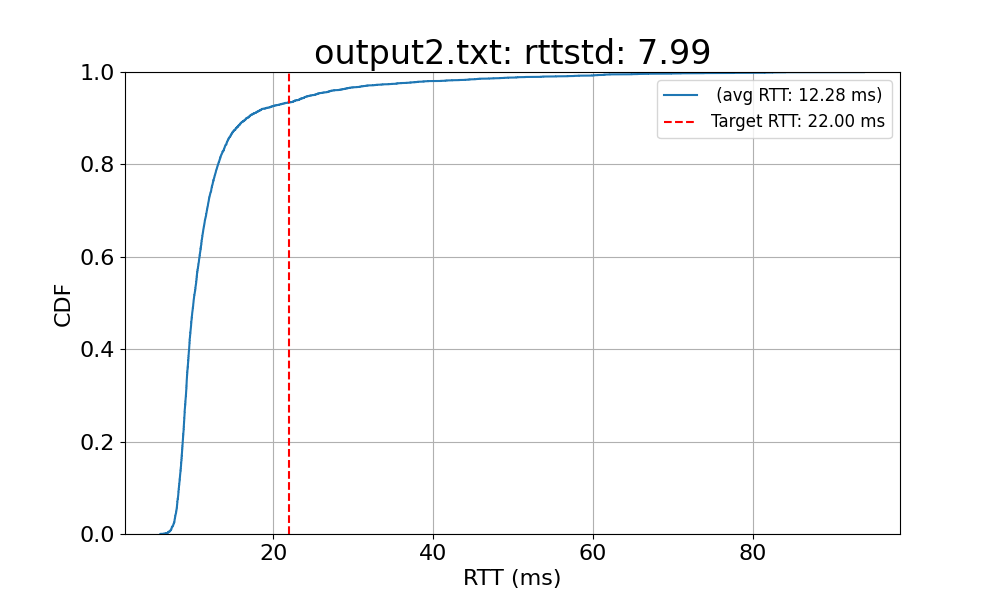 output2.txt: rttstd: 7.99
1.0
0.8
0.6
0.4
0.2
0.0
CDF
(avg RTT: 12.28 ms)
Target RTT: 22.00 ms
20 40 60 80
RTT (ms)